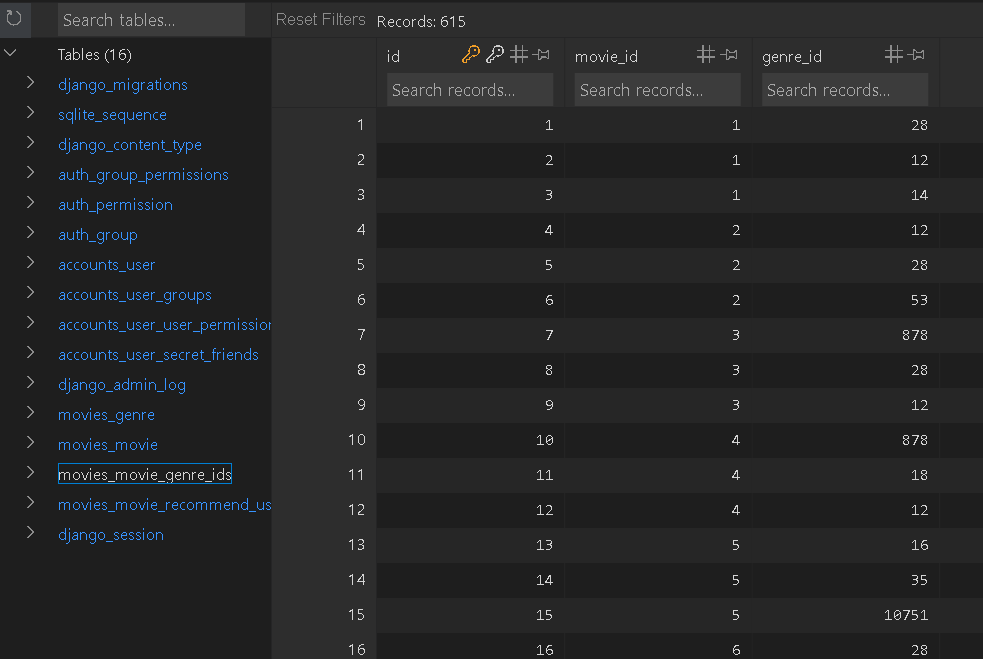 Search tables...
Tables (16)
django_migrations
sqlite_sequence
django_content_type
auth_group_permissions
auth_permission
auth_group
accounts_user
accounts_user_groups
accounts_user_user_permission
accounts_user_secret_friends
django_admin_log
movies_genre
movies_movie
movies_movie_genre_ids
movies_movie_recommend_us
django_session
Reset Filters Records: 615
id movie_id genre_id
Search records... Search records... Search records...
1 1 1 28
2 2 1 12
3 3 1 14
4 4 2 12
5 5 2 28
6 6 2 53
7 7 3 878
8 8 3 28
9 9 3 12
10 10 4 878
11 11 4 18
12 12 4 12
13 13 5 16
14 14 5 35
15 15 5 10751
16 16 6 28